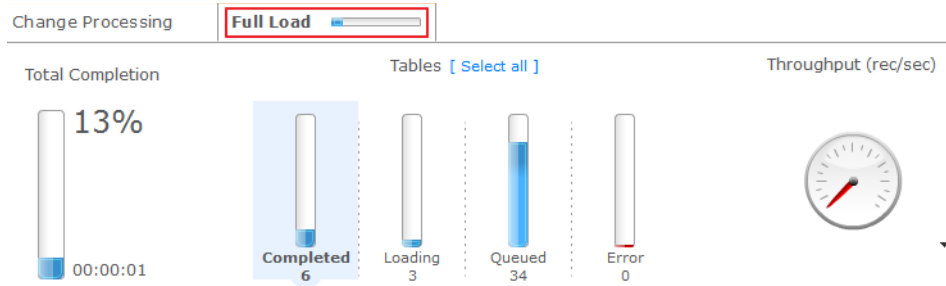 Change Processing
Full Load
Total Completion
13%
00:00:01
Tables [ Select all ]
Completed
6
Loading
3
Queued
34
Error
0
Throughput (rec/sec)